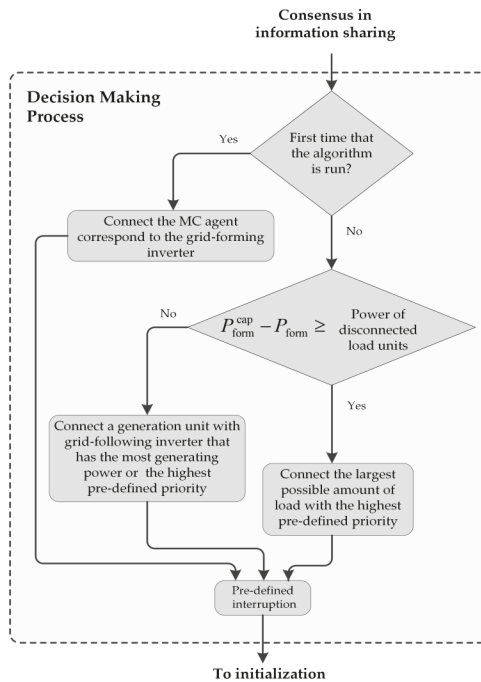 Consensus in
information sharing
Decision Making
Process
First time that
the algorithm
is run?
Yes
No
Connect the MC agent
correspond to the grid-forming
inverter
P_form^cap − P_form ≥
Power of
disconnected
load units
No
Yes
Connect a generation unit with
grid-following inverter that
has the most generating
power or the highest
pre-defined priority
Connect the largest
possible amount of
load with the highest
pre-defined priority
Pre-defined
interruption
To initialization